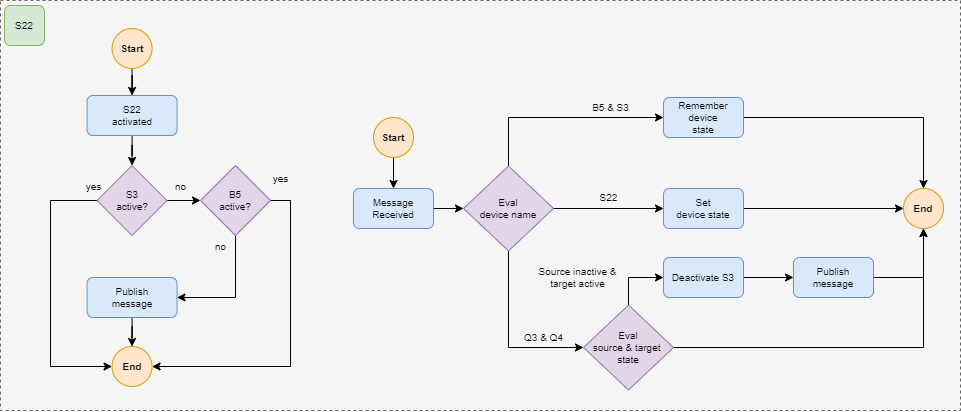 S22
Start
S22
activated
S3
active?
yes
no
B5
active?
yes
no
Publish
message
End
Start
Message
Received
Eval
device name
B5 & S3
Remember
device
state
S22
Set
device state
End
Source inactive &
target active
Deactivate S3
Publish
message
Q3 & Q4
Eval
source & target
state